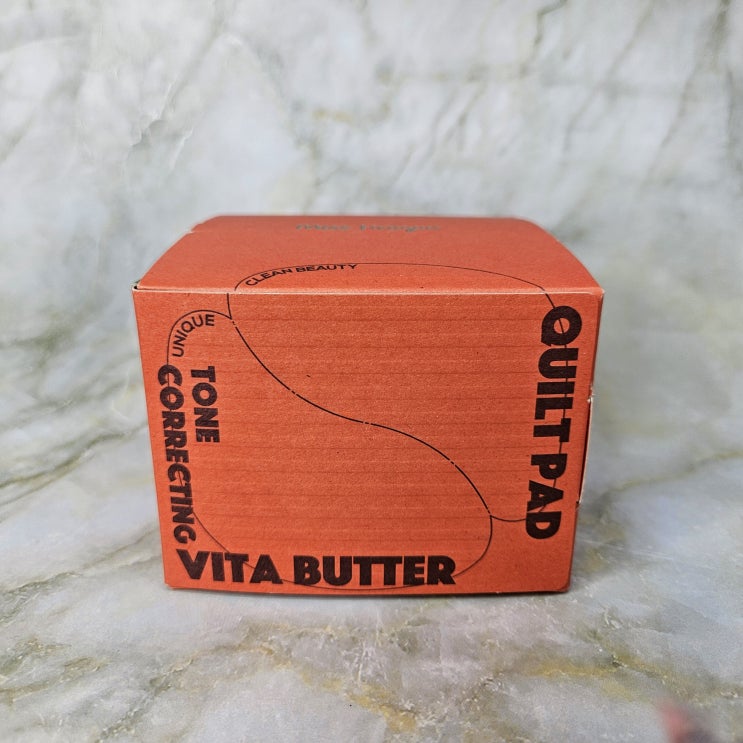 CLEAN BEAUTY
UNIQUE
TONE
CORRECTING
VITA BUTTER
QUILT PAD